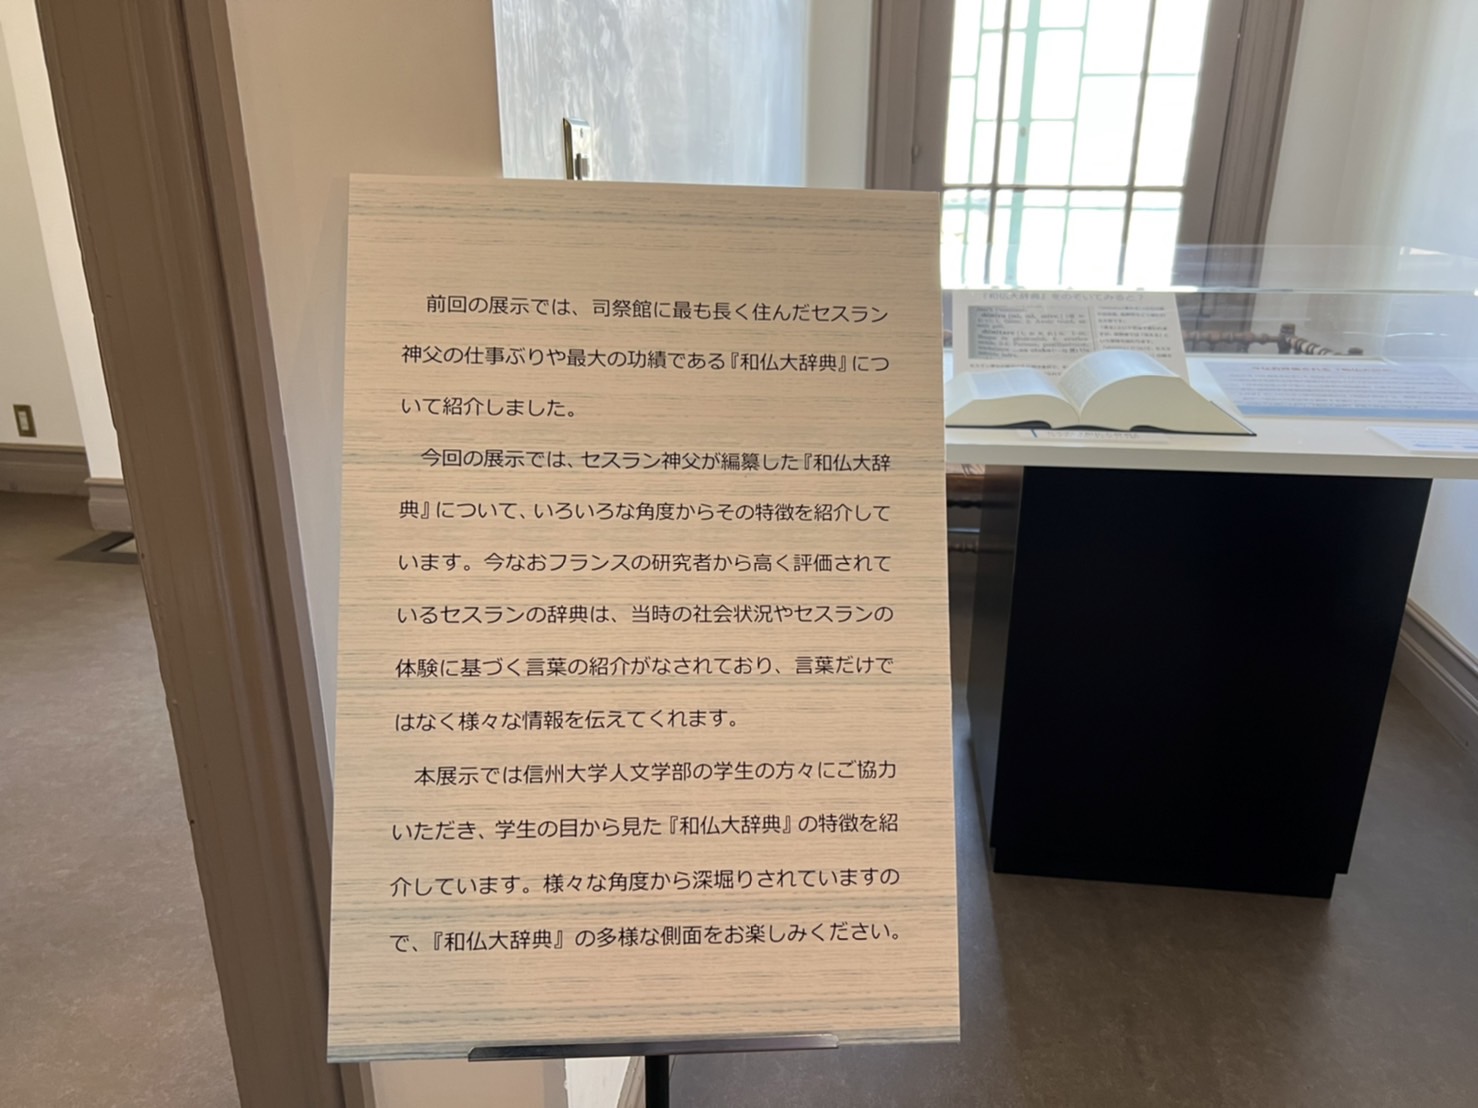 前回の展示では、司祭館に最も長く住んだセスラン
神父の仕事ぶりや最大の功績である『和仏大辞典』につ
いて紹介しました。
今回の展示では、セスラン神父が編纂した『和仏大辞
典』について、いろいろな角度からその特徴を紹介して
います。今なおフランスの研究者から高く評価されて
いるセスランの辞典は、当時の社会状況やセスランの
体験に基づく言葉の紹介がなされており、言葉だけで
はなく様々な情報を伝えてくれます。
本展示では信州大学人文学部の学生の方々にご協力
いただき、学生の目から見た『和仏大辞典』の特徴を紹
介しています。様々な角度から深堀りされていますの
で、『和仏大辞典』の多様な側面をお楽しみください。
『和仏大辞典』をのぞいてみると？